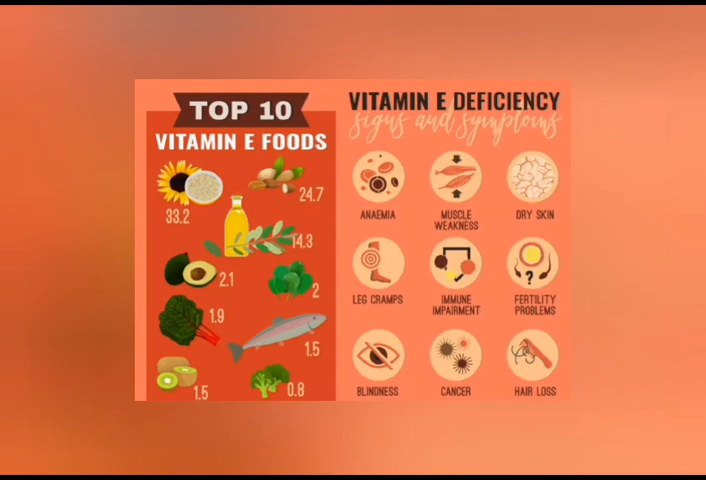 TOP 10
VITAMIN E FOODS
33.2
24.7
14.3
2.1
2
1.9
1.5
1.5
0.8
VITAMIN E DEFICIENCY
signs and symptoms
ANAEMIA
MUSCLE
WEAKNESS
DRY SKIN
LEG CRAMPS
IMMUNE
IMPAIRMENT
FERTILITY
PROBLEMS
?
BLINDNESS
CANCER
HAIR LOSS